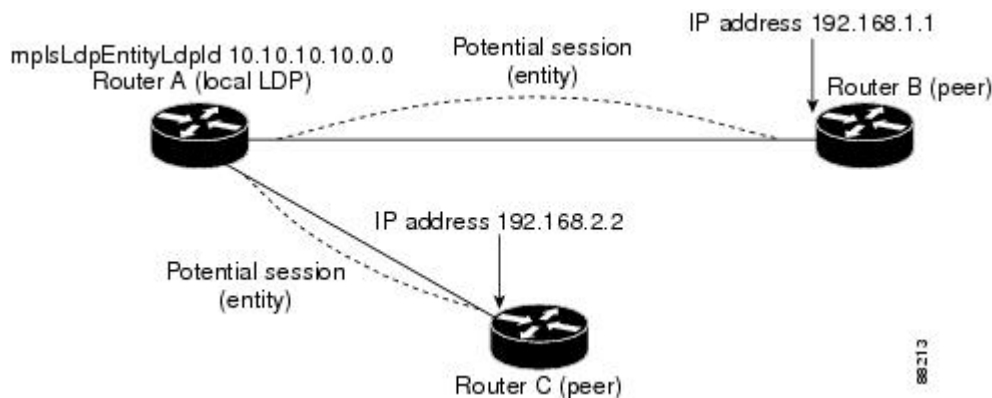 IP address 192.168.1.1
mplsLdpEntityLdpId 10.10.10.10.0.0
Router A (local LDP)
Potential session
(entity)
Router B (peer)
IP address 192.168.2.2
Potential session
(entity)
Router C (peer)
88213